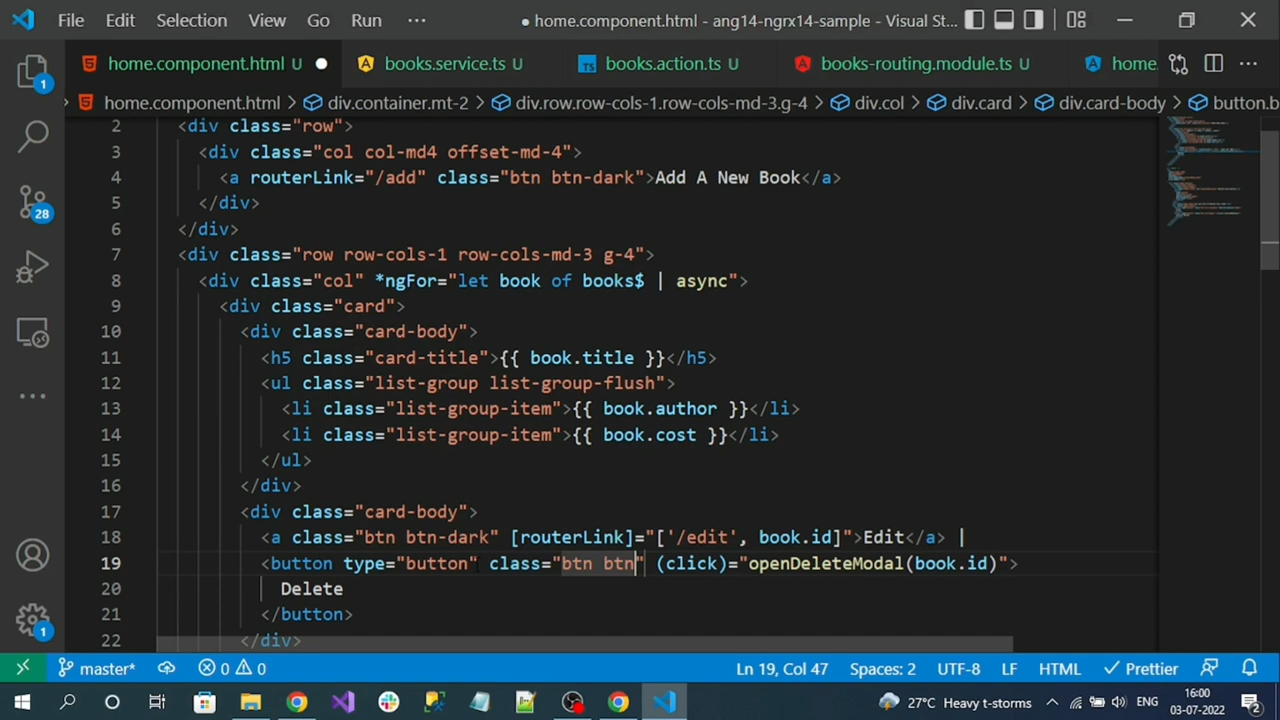 File Edit Selection View Go Run ··· ● home.component.html - ang14-ngrx14-sample - Visual St...
home.component.html U ● books.service.ts U TS books.action.ts U books-routing.module.ts U home. ···
home.component.html > div.container.mt-2 > div.row.row-cols-1.row-cols-md-3.g-4 > div.col > div.card > div.card-body > button.b
2 <div class="row">
3 <div class="col col-md4 offset-md-4">
4 <a routerLink="/add" class="btn btn-dark">Add A New Book</a>
5 </div>
6 </div>
7 <div class="row row-cols-1 row-cols-md-3 g-4">
8 <div class="col" *ngFor="let book of books$ | async">
9 <div class="card">
10 <div class="card-body">
11 <h5 class="card-title">{{ book.title }}</h5>
12 <ul class="list-group list-group-flush">
13 <li class="list-group-item">{{ book.author }}</li>
14 <li class="list-group-item">{{ book.cost }}</li>
15 </ul>
16 </div>
17 <div class="card-body">
18 <a class="btn btn-dark" [routerLink]="['/edit', book.id]">Edit</a> |
19 <button type="button" class="btn btn" (click)="openDeleteModal(book.id)">
20 Delete
21 </button>
22 </div>
1
28
1
master* 0 0 Ln 19, Col 47 Spaces: 2 UTF-8 LF HTML Prettier
27°C Heavy t-storms ENG 16:00
03-07-2022 2